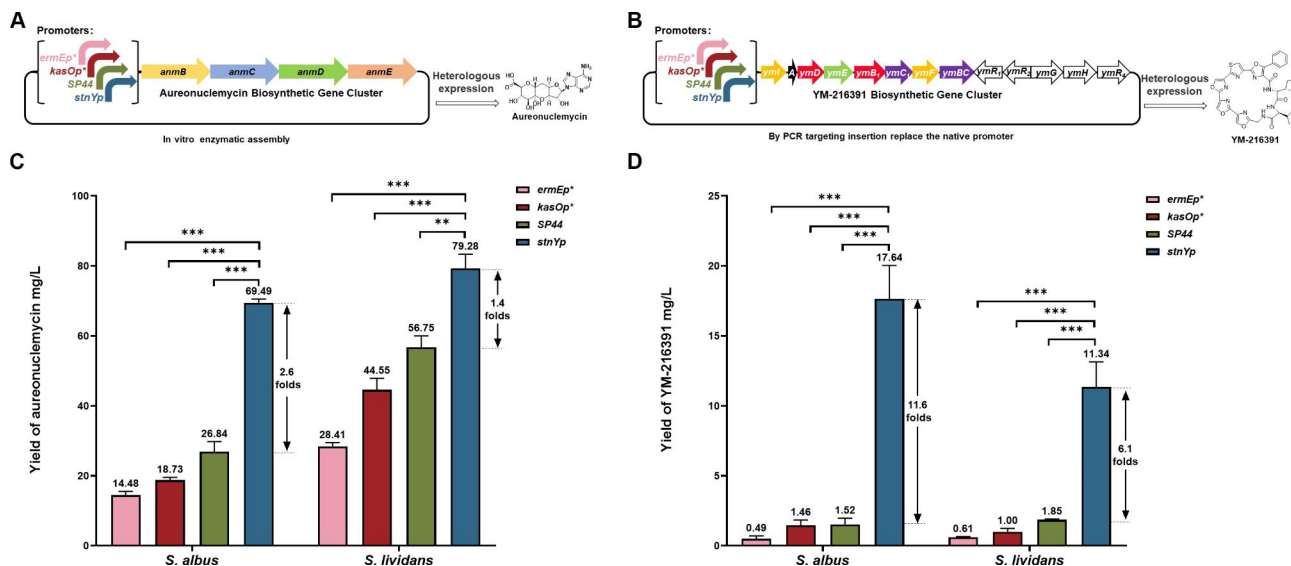 A
Promoters:
ermEp*
kasOp*
SP44
stnYp
anmB anmC anmD anmE
Aureonuclemycin Biosynthetic Gene Cluster
In vitro enzymatic assembly
Heterologous
expression
Aureonuclemycin
B
Promoters:
ermEp*
kasOp*
SP44
stnYp
ymI A ymD ymE ymB1 ymC1 ymF ymBC ymR1 ymR2 ymG ymH ymR4
YM-216391 Biosynthetic Gene Cluster
By PCR targeting insertion replace the native promoter
Heterologous
expression
YM-216391
C
Yield of aureonuclemycin mg/L
100
80
60
40
20
0
14.48
18.73
26.84
69.49
28.41
44.55
56.75
79.28
***
***
***
***
***
**
2.6
folds
1.4
folds
S. albus
S. lividans
ermEp*
kasOp*
SP44
stnYp
D
Yield of YM-216391 mg/L
25
20
15
10
5
0
0.49
1.46
1.52
17.64
0.61
1.00
1.85
11.34
***
***
***
***
***
***
11.6
folds
6.1
folds
S. albus
S. lividans
ermEp*
kasOp*
SP44
stnYp